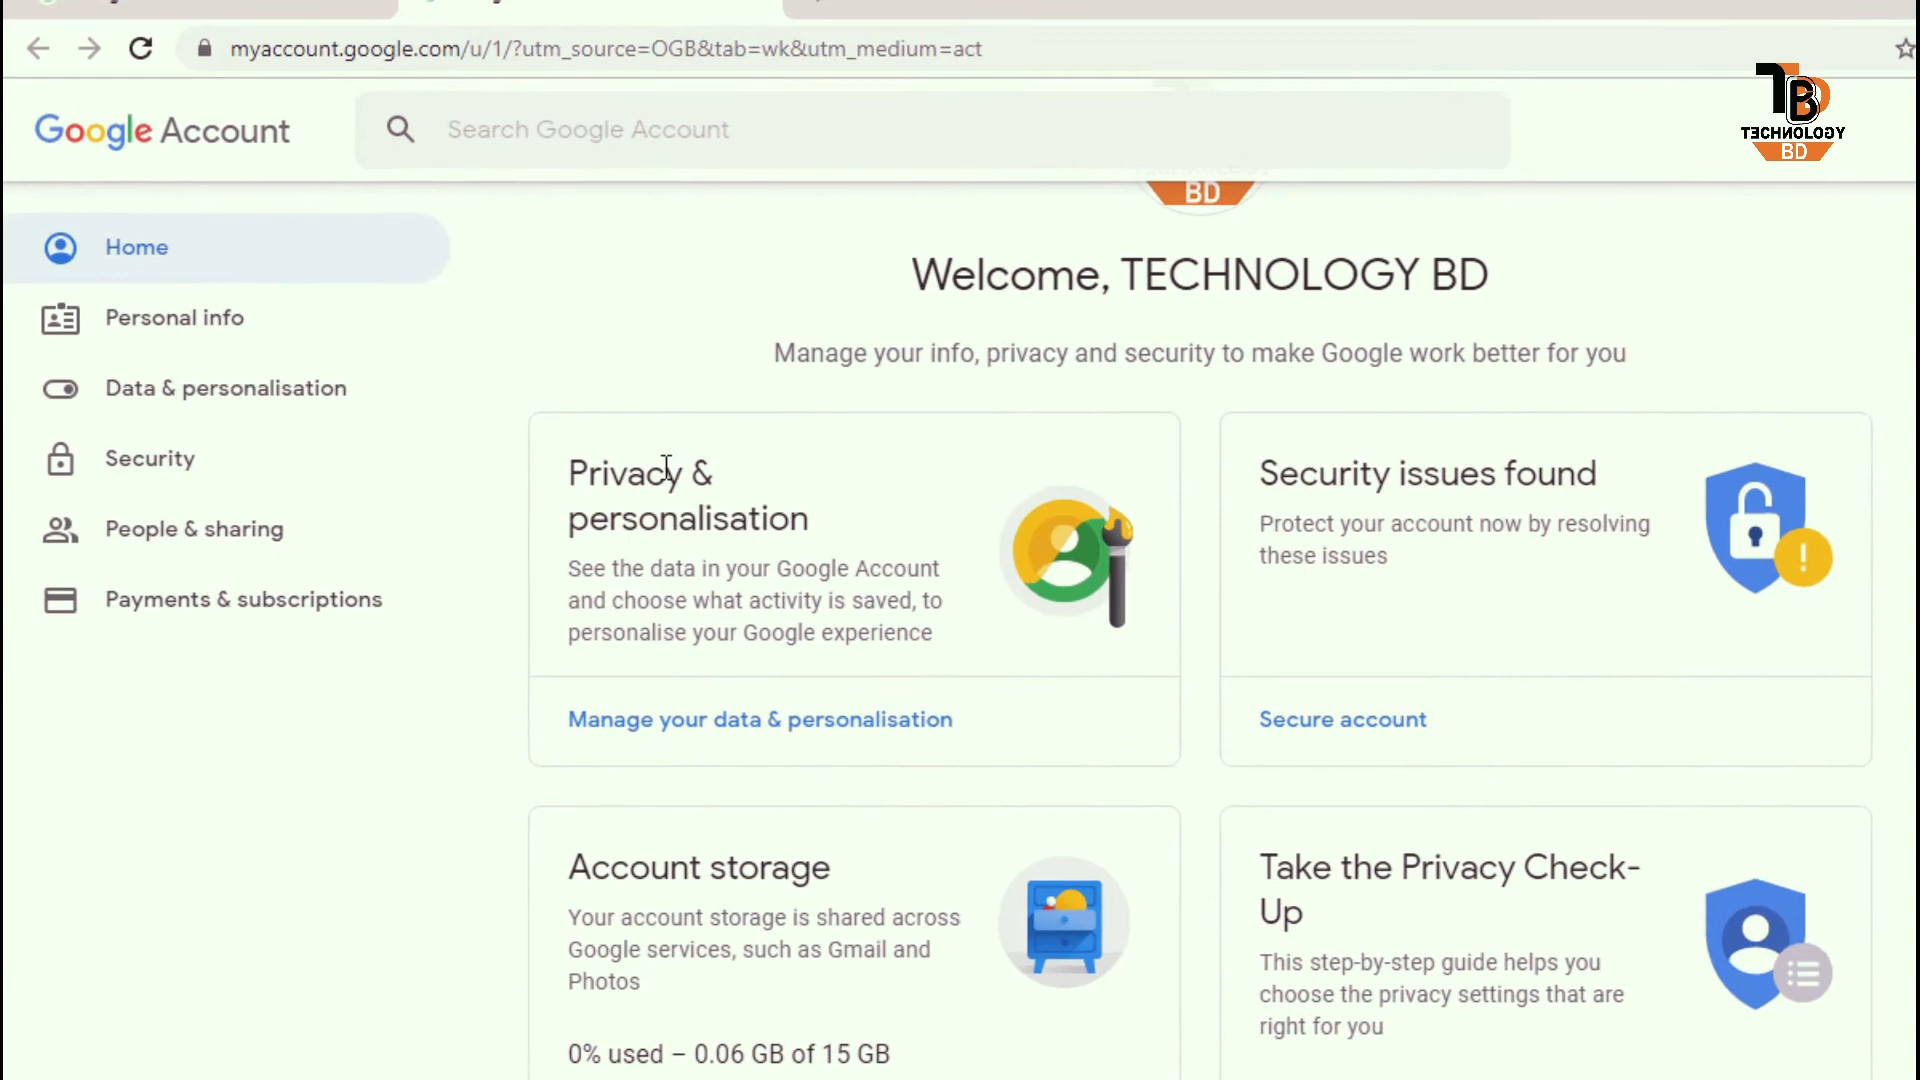 myaccount.google.com/u/1/?utm_source=OGB&tab=wk&utm_medium=act
Google Account
Search Google Account
TECHNOLOGY
BD
BD
Home
Personal info
Data & personalisation
Security
People & sharing
Payments & subscriptions
Welcome, TECHNOLOGY BD
Manage your info, privacy and security to make Google work better for you
Privacy &
personalisation
See the data in your Google Account
and choose what activity is saved, to
personalise your Google experience
Manage your data & personalisation
Security issues found
Protect your account now by resolving
these issues
Secure account
Account storage
Your account storage is shared across
Google services, such as Gmail and
Photos
0% used – 0.06 GB of 15 GB
Take the Privacy Check-
Up
This step-by-step guide helps you
choose the privacy settings that are
right for you